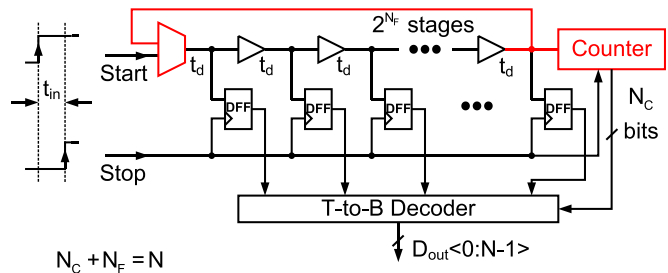 2^{N_F} stages
Counter
Start
t_d
t_d
t_d
t_d
t_in
DFF
DFF
DFF
DFF
N_C
bits
Stop
T-to-B Decoder
D_out<0:N-1>
N_C + N_F = N